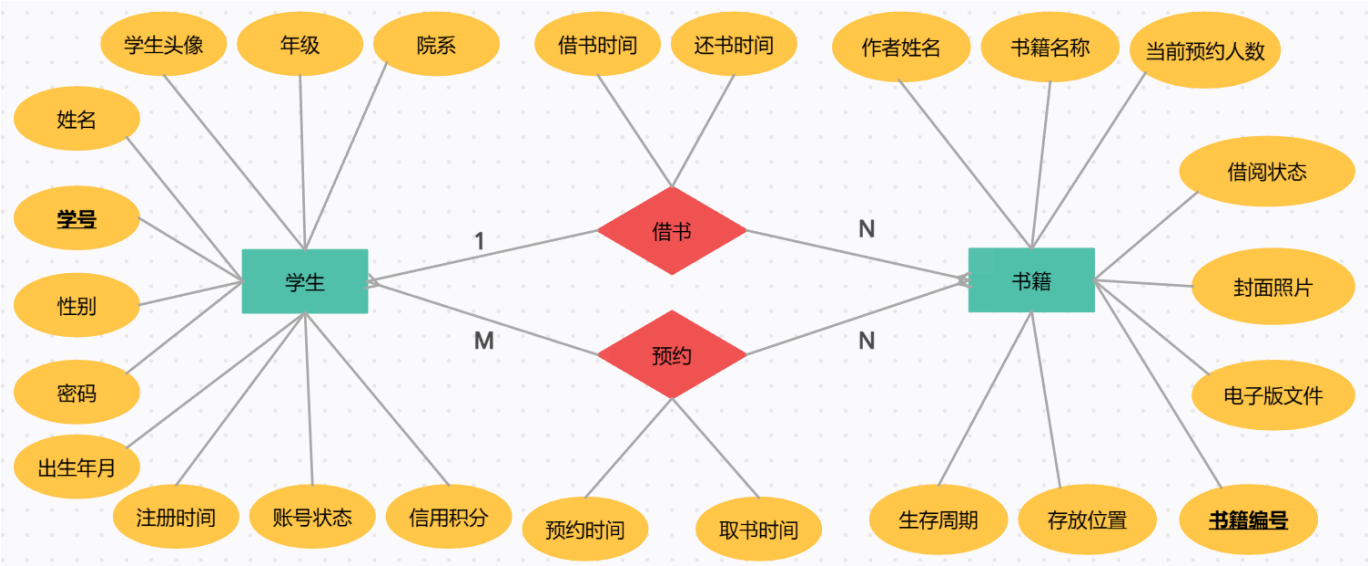 学生头像
年级
院系
借书时间
还书时间
作者姓名
书籍名称
当前预约人数
姓名
借阅状态
学号
借书
1
N
性别
学生
书籍
封面照片
M
N
预约
密码
电子版文件
出生年月
注册时间
账号状态
信用积分
预约时间
取书时间
生存周期
存放位置
书籍编号